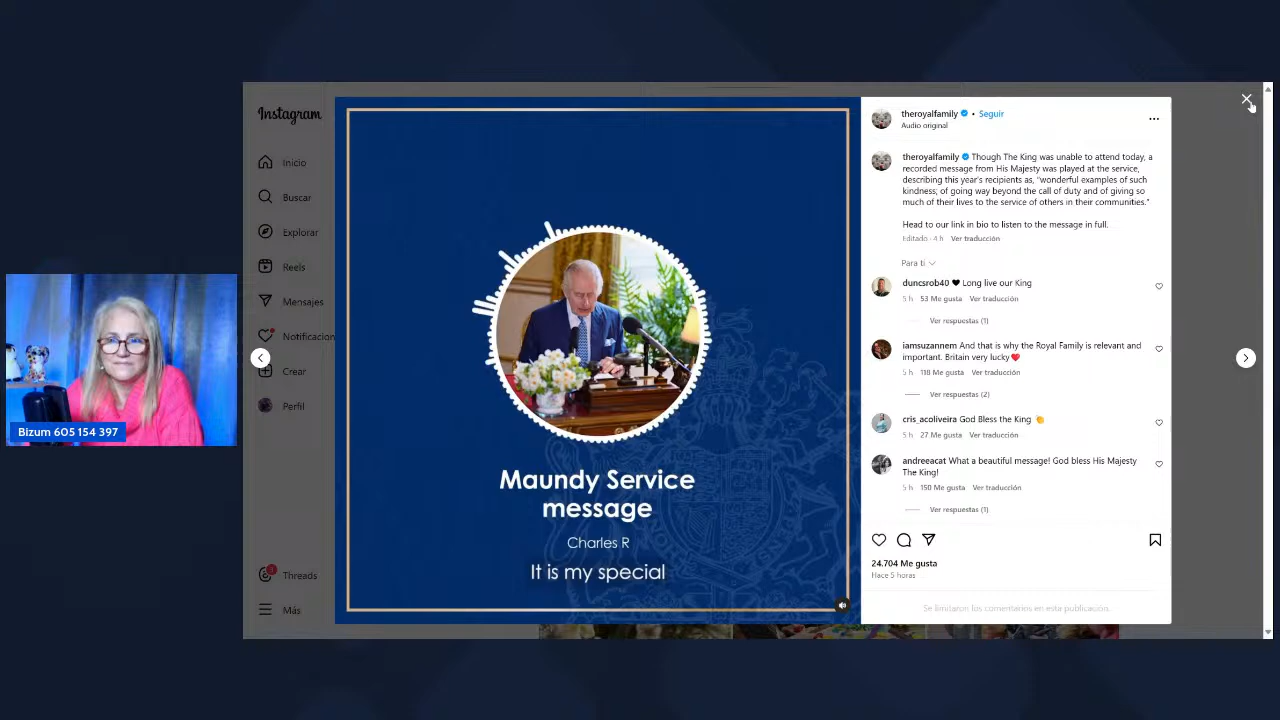 Instagram
Inicio
Buscar
Explorar
Reels
Mensajes
Notificacion
Crear
Perfil
3
Threads
Más
Bizum 605 154 397
Maundy Service
message
Charles R
It is my special
theroyalfamily • Seguir
Audio original
theroyalfamily Though The King was unable to attend today, a
recorded message from His Majesty was played at the service,
describing this year's recipients as, "wonderful examples of such
kindness; of going way beyond the call of duty and of giving so
much of their lives to the service of others in their communities."
Head to our link in bio to listen to the message in full.
Editado · 4 h Ver traducción
Para ti
duncsrob40 🖤 Long live our King
5 h 53 Me gusta Ver traducción
Ver respuestas (1)
iamsuzannem And that is why the Royal Family is relevant and
important. Britain very lucky❤️
5 h 118 Me gusta Ver traducción
Ver respuestas (2)
cris_acoliveira God Bless the King 👏
5 h 27 Me gusta Ver traducción
andreeacat What a beautiful message! God bless His Majesty
The King!
5 h 150 Me gusta Ver traducción
Ver respuestas (1)
24.704 Me gusta
Hace 5 horas
Se limitaron los comentarios en esta publicación.